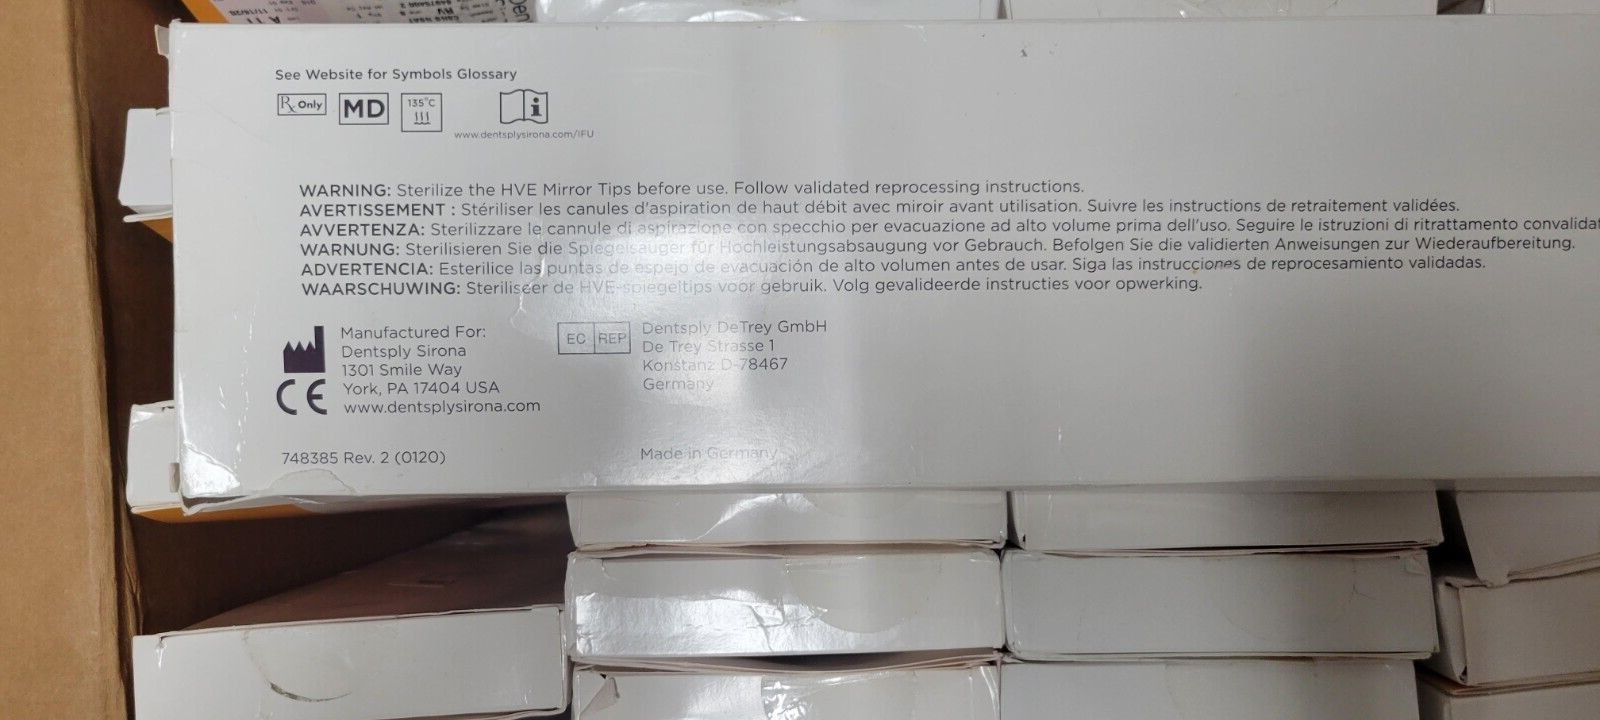 See Website for Symbols Glossary
Rx Only MD 135°C
www.dentsplysirona.com/IFU
WARNING: Sterilize the HVE Mirror Tips before use. Follow validated reprocessing instructions.
AVERTISSEMENT : Stériliser les canules d'aspiration de haut débit avec miroir avant utilisation. Suivre les instructions de retraitement validées.
AVVERTENZA: Sterilizzare le cannule di aspirazione con specchio per evacuazione ad alto volume prima dell'uso. Seguire le istruzioni di ritrattamento convalidat
WARNUNG: Sterilisieren Sie die Spiegelsauger für Hochleistungsabsaugung vor Gebrauch. Befolgen Sie die validierten Anweisungen zur Wiederaufbereitung.
ADVERTENCIA: Esterilice las puntas de espejo de evacuación de alto volumen antes de usar. Siga las instrucciones de reprocesamiento validadas.
WAARSCHUWING: Steriliseer de HVE-spiegeltips voor gebruik. Volg gevalideerde instructies voor opwerking.
Manufactured For:
Dentsply Sirona
1301 Smile Way
York, PA 17404 USA
www.dentsplysirona.com
CE
EC REP
Dentsply DeTrey GmbH
De Trey Strasse 1
Konstanz D-78467
Germany
748385 Rev. 2 (0120)
Made in Germany